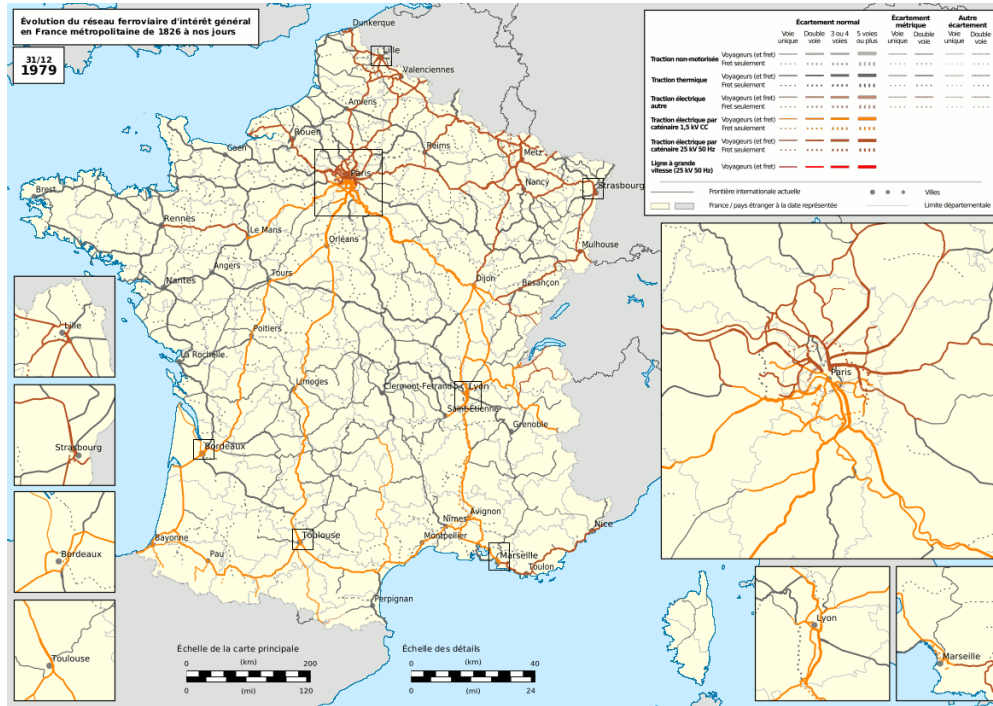 Évolution du réseau ferroviaire d'intérêt général
en France métropolitaine de 1826 à nos jours
31/12
1979
Écartement normal
Écartement
métrique
Autre
écartement
Voie
unique
Double
voie
3 ou 4
voies
5 voies
ou plus
Voie
unique
Double
voie
Voie
unique
Double
voie
Traction non-motorisée
Voyageurs (et fret)
Fret seulement
Traction thermique
Voyageurs (et fret)
Fret seulement
Traction électrique
autre
Voyageurs (et fret)
Fret seulement
Traction électrique par
caténaire 1,5 kV CC
Voyageurs (et fret)
Fret seulement
Traction électrique par
caténaire 25 kV 50 Hz
Voyageurs (et fret)
Fret seulement
Ligne à grande
vitesse (25 kV 50 Hz)
Voyageurs (et fret)
Frontière internationale actuelle
Villes
France / pays étranger à la date représentée
Limite départementale
Dunkerque
Lille
Valenciennes
Amiens
Rouen
Caen
Reims
Metz
Paris
Nancy
Strasbourg
Brest
Rennes
Le Mans
Orléans
Mulhouse
Angers
Nantes
Tours
Dijon
Besançon
Poitiers
La Rochelle
Limoges
Clermont-Ferrand
Lyon
Saint-Étienne
Grenoble
Bordeaux
Avignon
Nîmes
Nice
Toulouse
Montpellier
Bayonne
Pau
Marseille
Toulon
Perpignan
Lille
Strasbourg
Bordeaux
Toulouse
Paris
Lyon
Marseille
Échelle de la carte principale
0
(km)
200
0
(mi)
120
Échelle des détails
0
(km)
40
0
(mi)
24